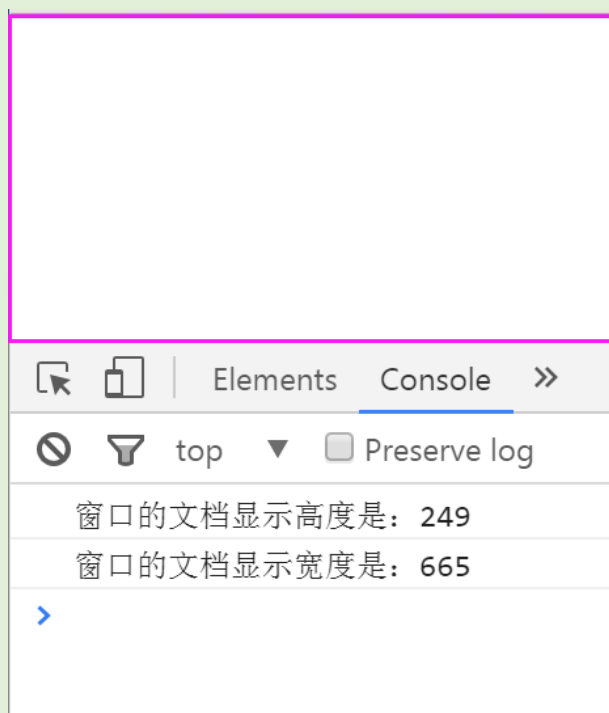 Elements Console »
top ▼ Preserve log
窗口的文档显示高度是：249
窗口的文档显示宽度是：665
>